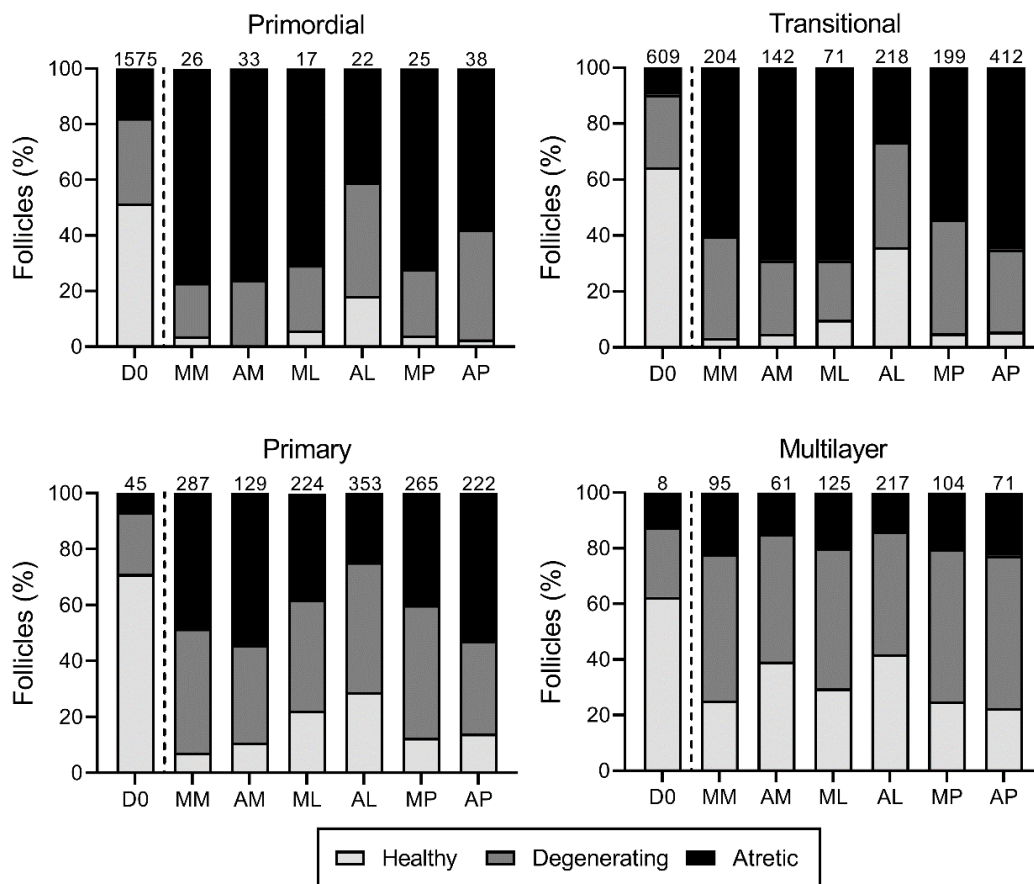 Primordial
1575 26 33 17 22 25 38
100
80
60
40
20
0
Follicles (%)
D0 MM AM ML AL MP AP
Transitional
609 204 142 71 218 199 412
100
80
60
40
20
0
Follicles (%)
D0 MM AM ML AL MP AP
Primary
45 287 129 224 353 265 222
100
80
60
40
20
0
Follicles (%)
D0 MM AM ML AL MP AP
Multilayer
8 95 61 125 217 104 71
100
80
60
40
20
0
Follicles (%)
D0 MM AM ML AL MP AP
Healthy Degenerating Atretic